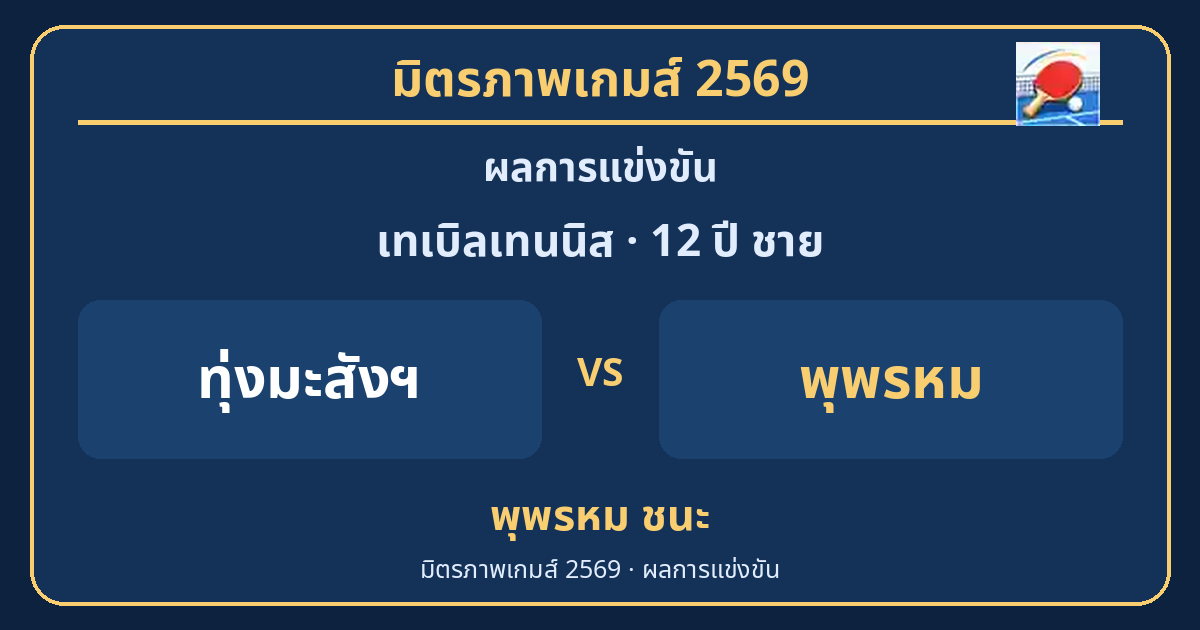 มิตรภาพเกมส์ 2569
ผลการแข่งขัน
เทเบิลเทนนิส · 12 ปี ชาย
ทุ่งมะสังฯ
VS
พุพรหม
พุพรหม ชนะ
มิตรภาพเกมส์ 2569 · ผลการแข่งขัน